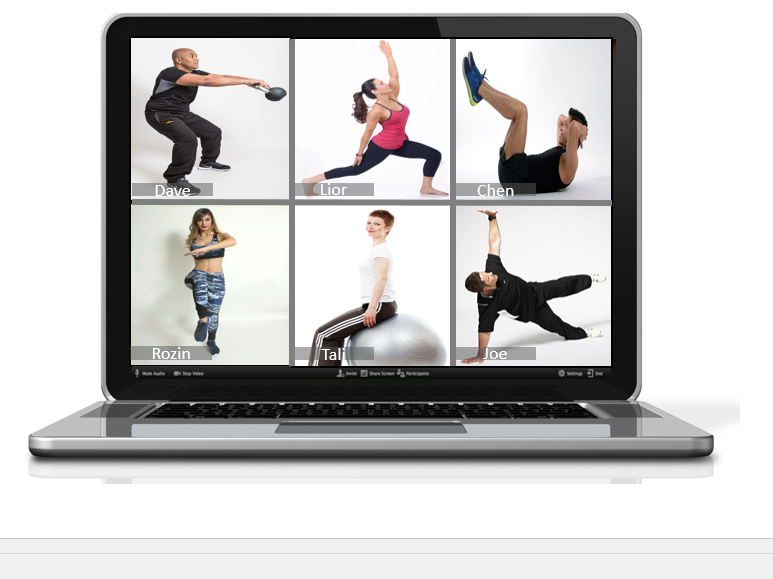 Dave
Lior
Chen
Rozin
Tali
Joe
Mute Audio
Stop Video
Invite
Share Screen
Participants
Settings
End